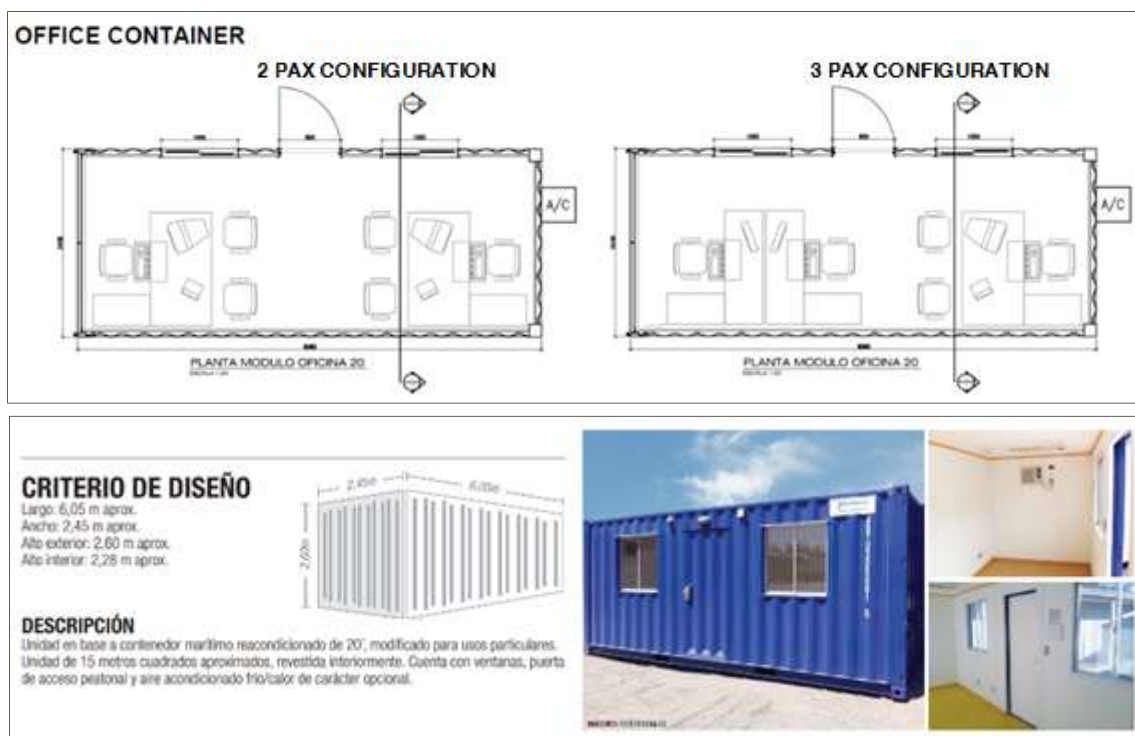 OFFICE CONTAINER
2 PAX CONFIGURATION
3 PAX CONFIGURATION
A/C
A/C
PLANTA MODULO OFICINA 20
PLANTA MODULO OFICINA 20
CRITERIO DE DISEÑO
Largo: 6,05 m aprox.
Ancho: 2,45 m aprox.
Alto exterior: 2,60 m aprox.
Alto interior: 2,28 m aprox.
2,45m
6,05m
2,60m
DESCRIPCIÓN
Unidad en base a contenedor marítimo reacondicionado de 20', modificado para usos particulares.
Unidad de 15 metros cuadrados aproximados, revestida interiormente. Cuenta con ventanas, puerta
de acceso peatonal y aire acondicionado frío/calor de carácter opcional.